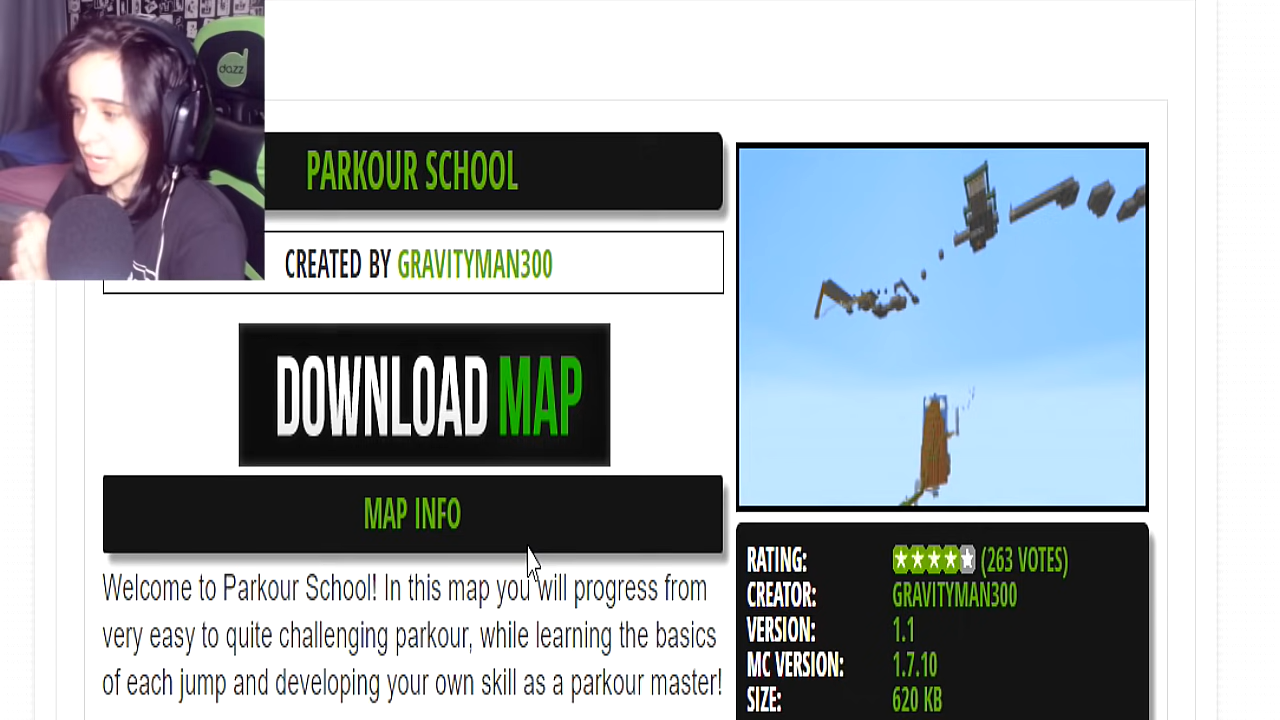 dazz
PARKOUR SCHOOL
CREATED BY GRAVITYMAN300
DOWNLOAD MAP
MAP INFO
Welcome to Parkour School! In this map you will progress from
very easy to quite challenging parkour, while learning the basics
of each jump and developing your own skill as a parkour master!
RATING: (263 VOTES)
CREATOR: GRAVITYMAN300
VERSION: 1.1
MC VERSION: 1.7.10
SIZE: 620 KB